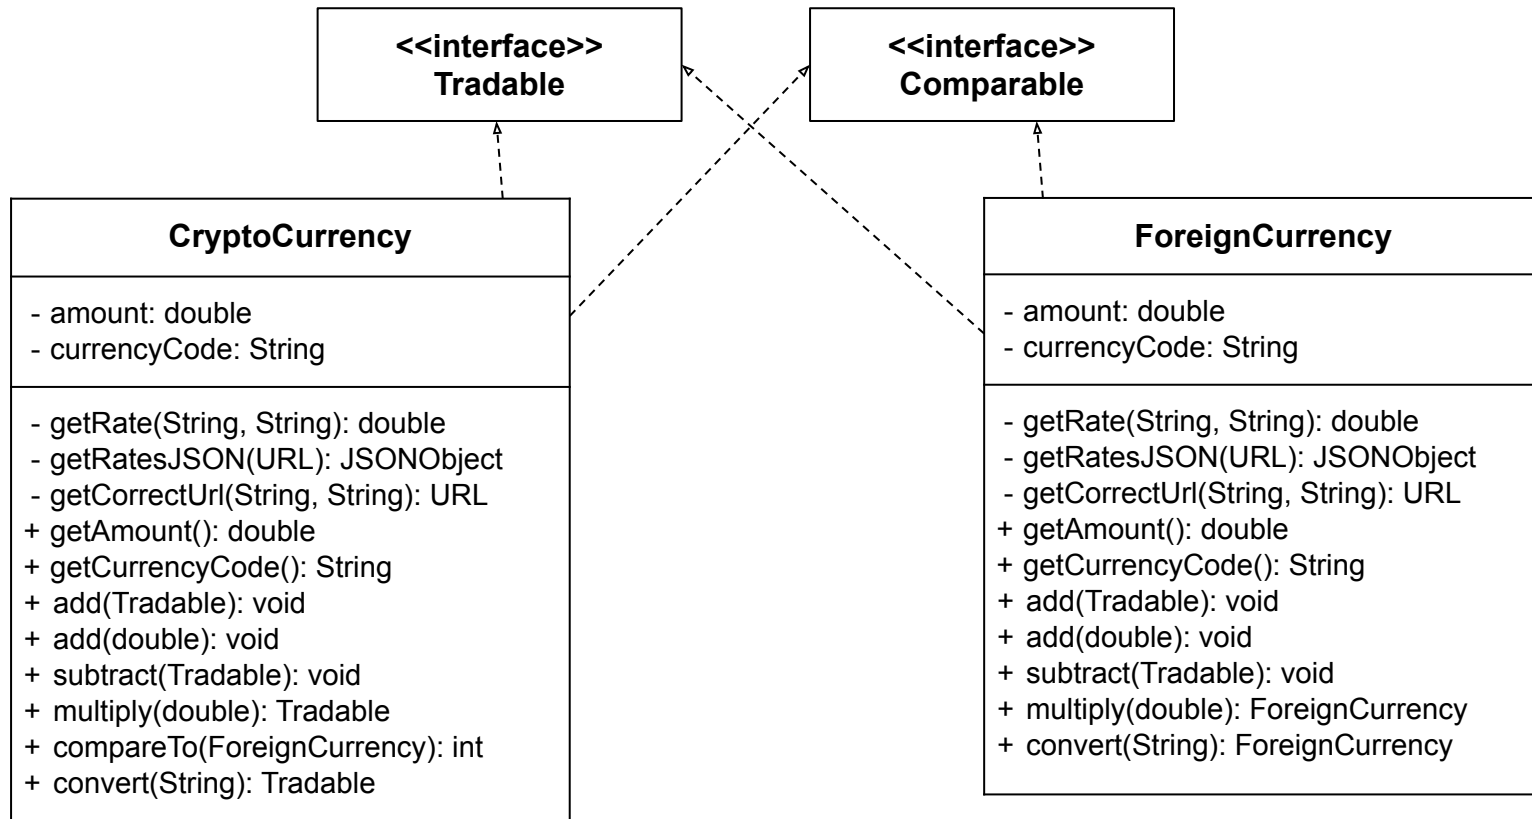 <<interface>>
Tradable
<<interface>>
Comparable
CryptoCurrency
- amount: double
- currencyCode: String
- getRate(String, String): double
- getRatesJSON(URL): JSONObject
- getCorrectUrl(String, String): URL
+ getAmount(): double
+ getCurrencyCode(): String
+ add(Tradable): void
+ add(double): void
+ subtract(Tradable): void
+ multiply(double): Tradable
+ compareTo(ForeignCurrency): int
+ convert(String): Tradable
ForeignCurrency
- amount: double
- currencyCode: String
- getRate(String, String): double
- getRatesJSON(URL): JSONObject
- getCorrectUrl(String, String): URL
+ getAmount(): double
+ getCurrencyCode(): String
+ add(Tradable): void
+ add(double): void
+ subtract(Tradable): void
+ multiply(double): ForeignCurrency
+ convert(String): ForeignCurrency